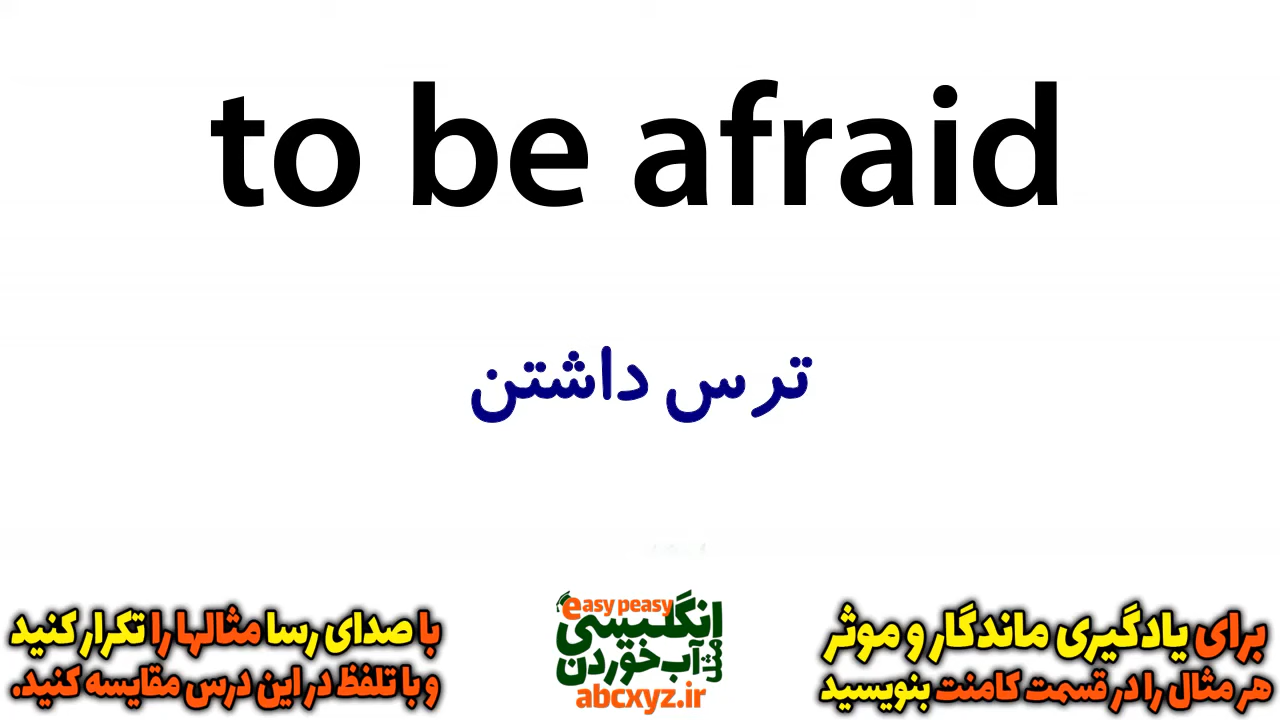 to be afraid
ترس داشتن
برای یادگیری ماندگار و موثر
هر مثال را در قسمت کامنت بنویسید
easy peasy
انگلیسی
مثل آب خوردن
abcxyz.ir
با صدای رسا مثالها را تکرار کنید
و با تلفظ در این درس مقایسه کنید.